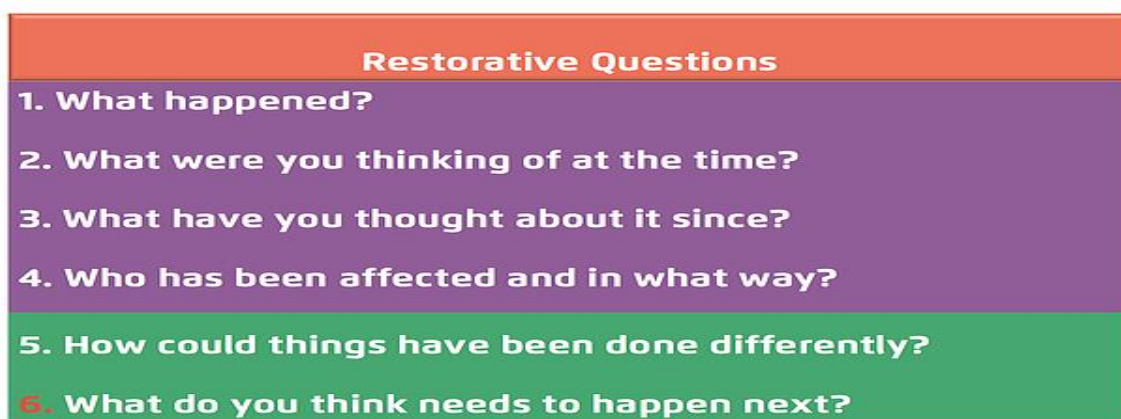 Restorative Questions
1. What happened?
2. What were you thinking of at the time?
3. What have you thought about it since?
4. Who has been affected and in what way?
5. How could things have been done differently?
6. What do you think needs to happen next?